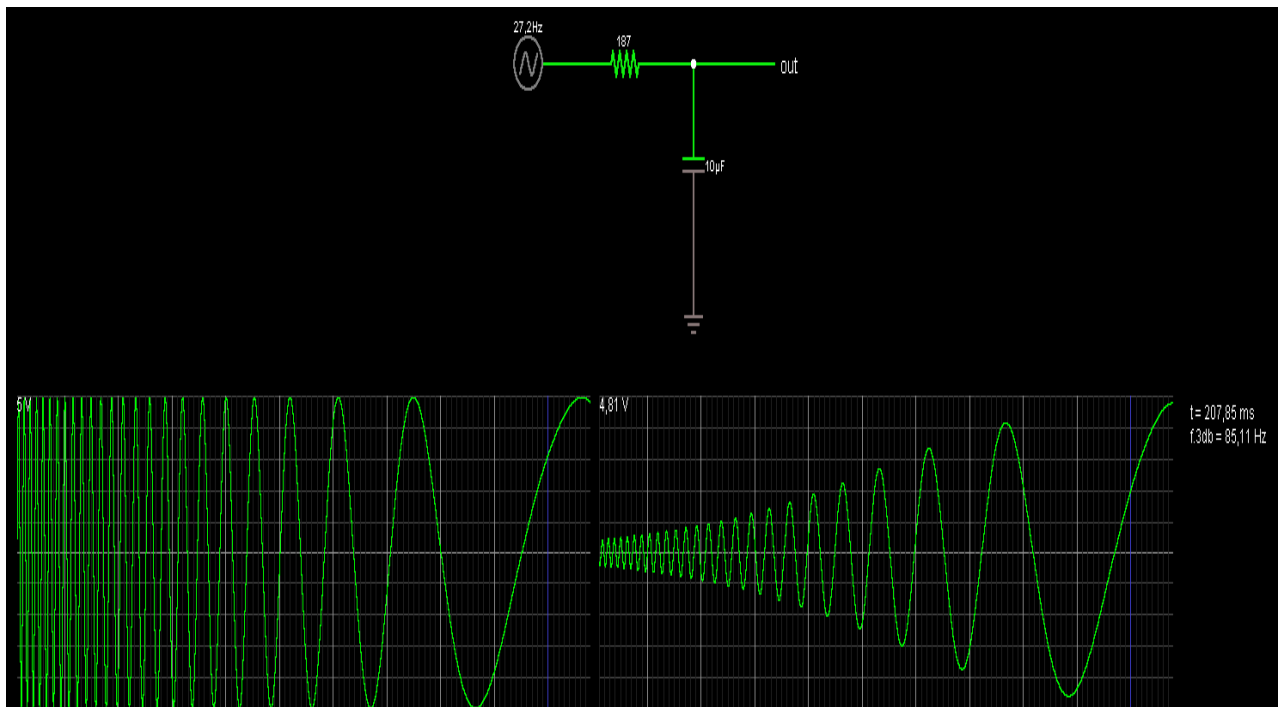 27,2Hz
187
out
10µF
5 V
4,81 V
t = 207,85 ms
f.3db = 85,11 Hz